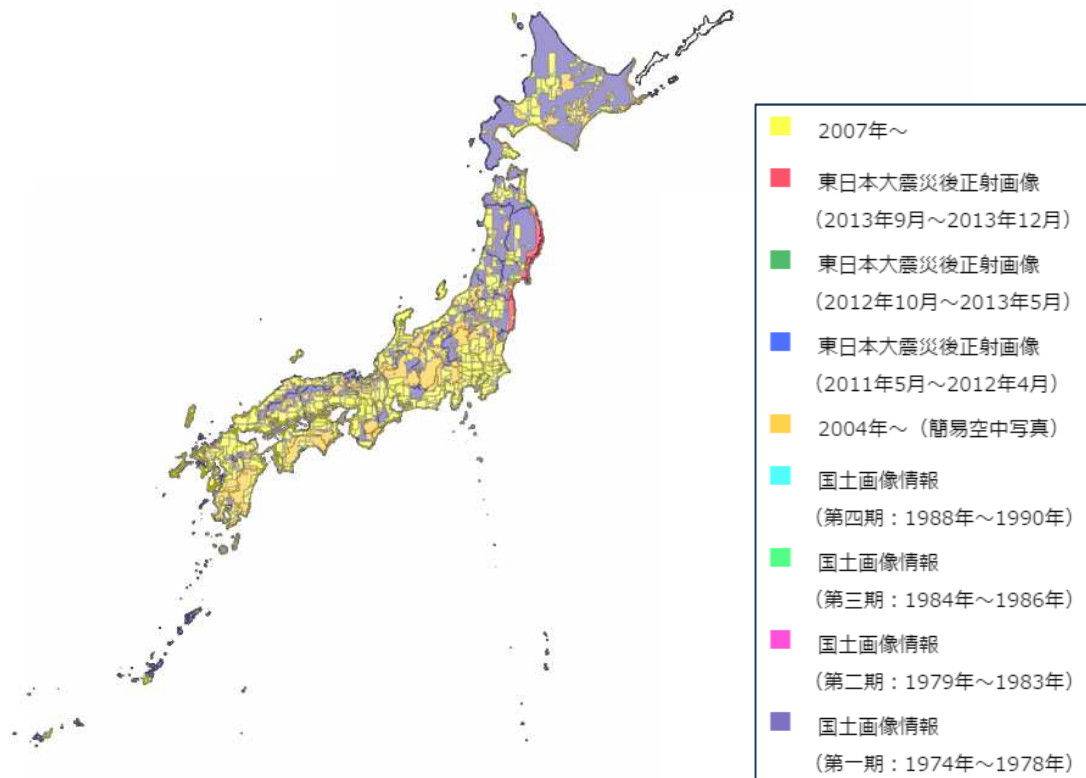 2007年～
東日本大震災後正射画像
（2013年9月～2013年12月）
東日本大震災後正射画像
（2012年10月～2013年5月）
東日本大震災後正射画像
（2011年5月～2012年4月）
2004年～（簡易空中写真）
国土画像情報
（第四期：1988年～1990年）
国土画像情報
（第三期：1984年～1986年）
国土画像情報
（第二期：1979年～1983年）
国土画像情報
（第一期：1974年～1978年）